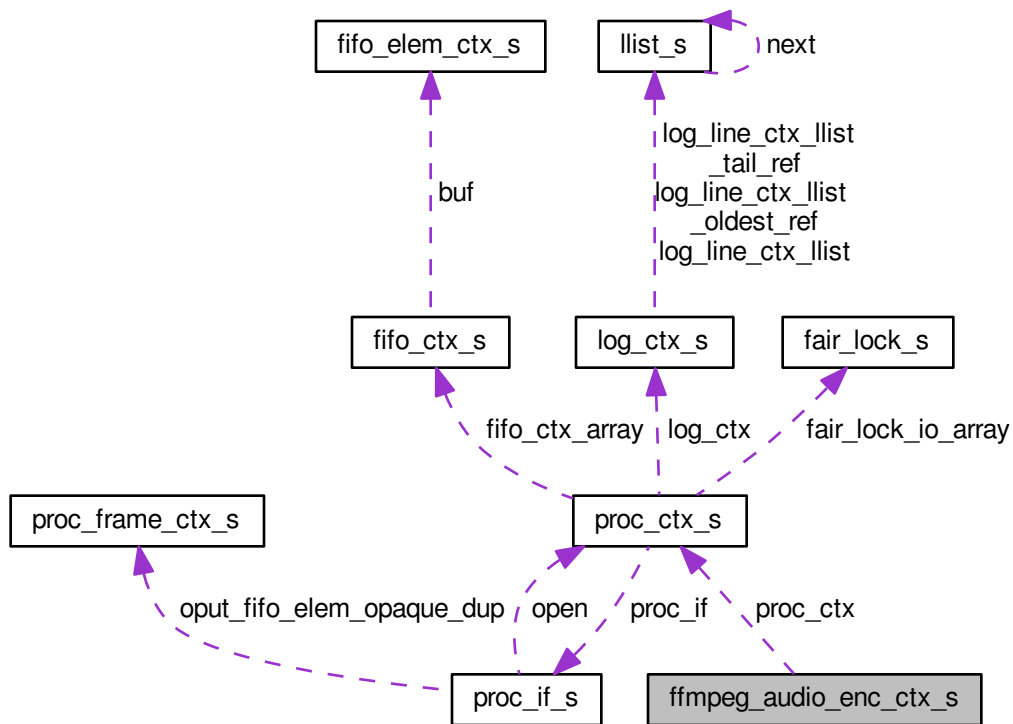 fifo_elem_ctx_s
llist_s
next
log_line_ctx_llist
_tail_ref
buf
log_line_ctx_llist
_oldest_ref
log_line_ctx_llist
fifo_ctx_s
log_ctx_s
fair_lock_s
fifo_ctx_array
log_ctx
fair_lock_io_array
proc_frame_ctx_s
proc_ctx_s
oput_fifo_elem_opaque_dup
open
proc_if
proc_ctx
proc_if_s
ffmpeg_audio_enc_ctx_s